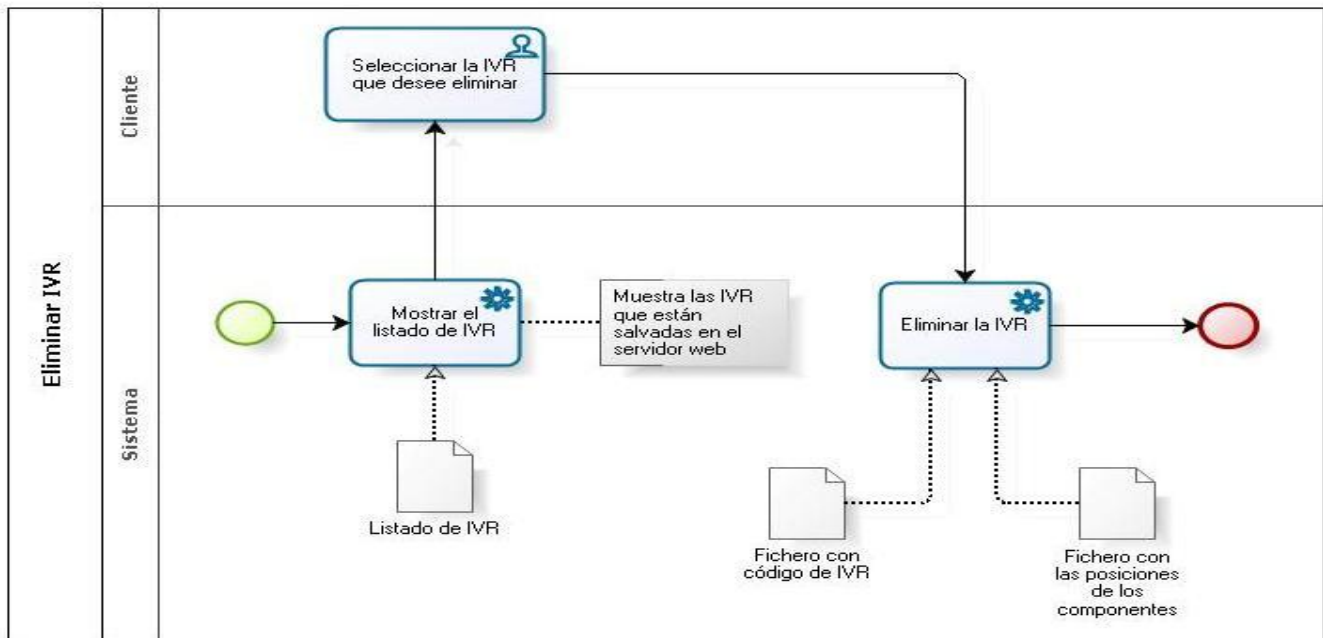 Eliminar IVR
Cliente
Seleccionar la IVR
que desee eliminar
Sistema
Mostrar el
listado de IVR
Muestra las IVR
que están
salvadas en el
servidor web
Eliminar la IVR
Listado de IVR
Fichero con
código de IVR
Fichero con
las posiciones
de los
componentes